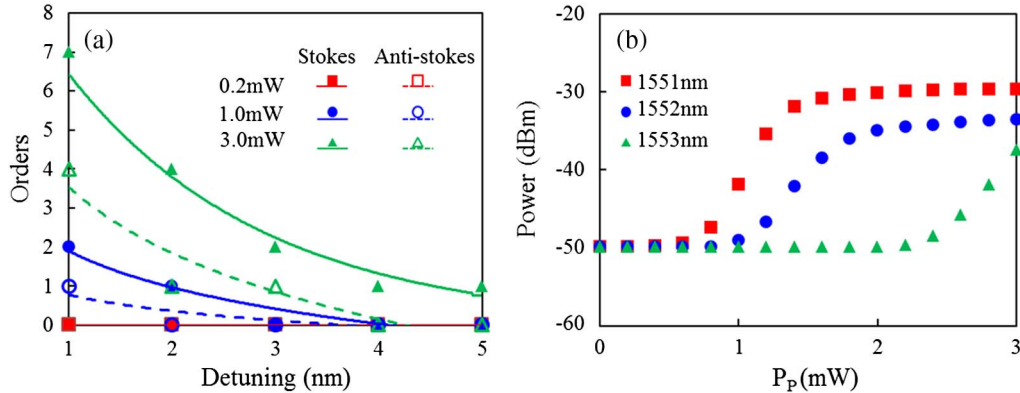 (a)
Stokes Anti-stokes
0.2mW
1.0mW
3.0mW
8
7
6
5
4
3
2
1
0
Orders
1 2 3 4 5
Detuning (nm)
(b)
1551nm
1552nm
1553nm
-20
-30
-40
-50
-60
Power (dBm)
0 1 2 3
P_P(mW)